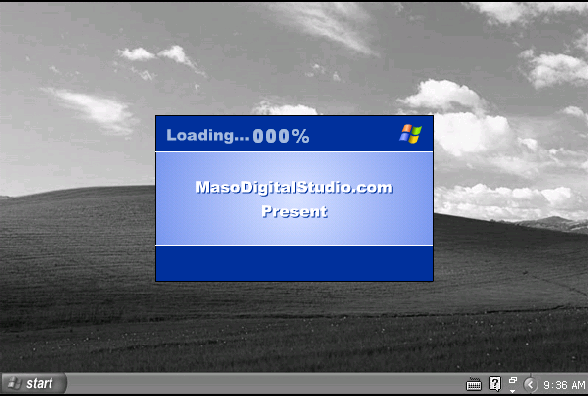 Loading... 000%
MasoDigitalStudio.com
Present
start
9:36 AM